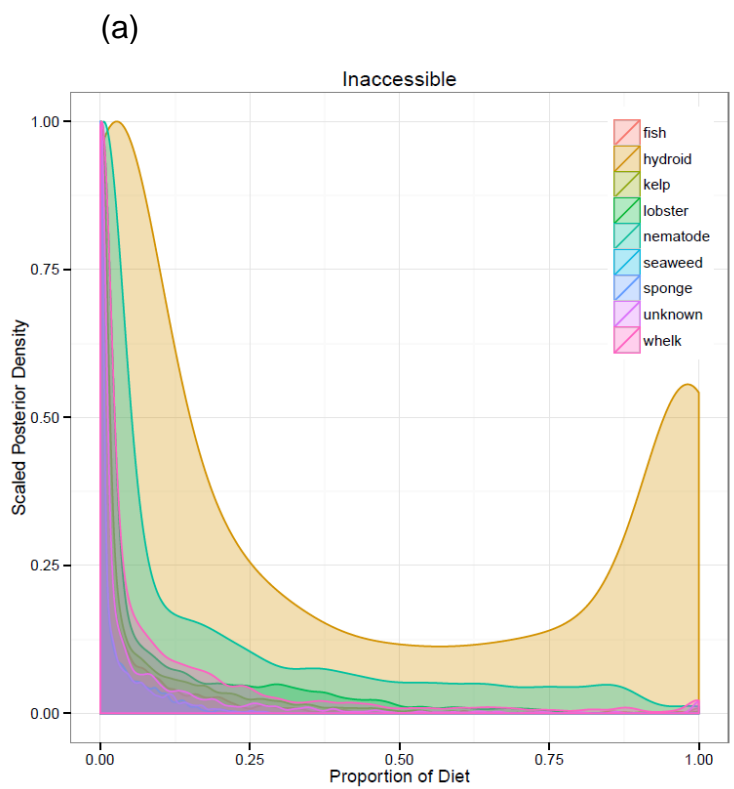 (a)
Inaccessible
1.00
0.75
0.50
0.25
0.00
Scaled Posterior Density
fish
hydroid
kelp
lobster
nematode
seaweed
sponge
unknown
whelk
0.00 0.25 0.50 0.75 1.00
Proportion of Diet